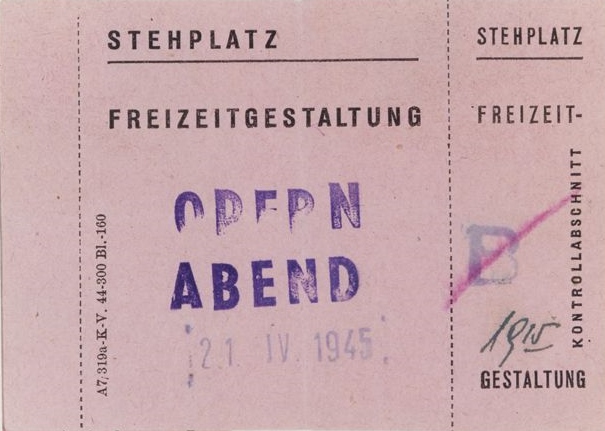 STEHPLATZ
FREIZEITGESTALTUNG
OPERN
ABEND
21 IV. 1945
A7/319a-K-V. 44-300 Bl.-160
STEHPLATZ
FREIZEIT-
KONTROLLABSCHNITT
B
1915
GESTALTUNG